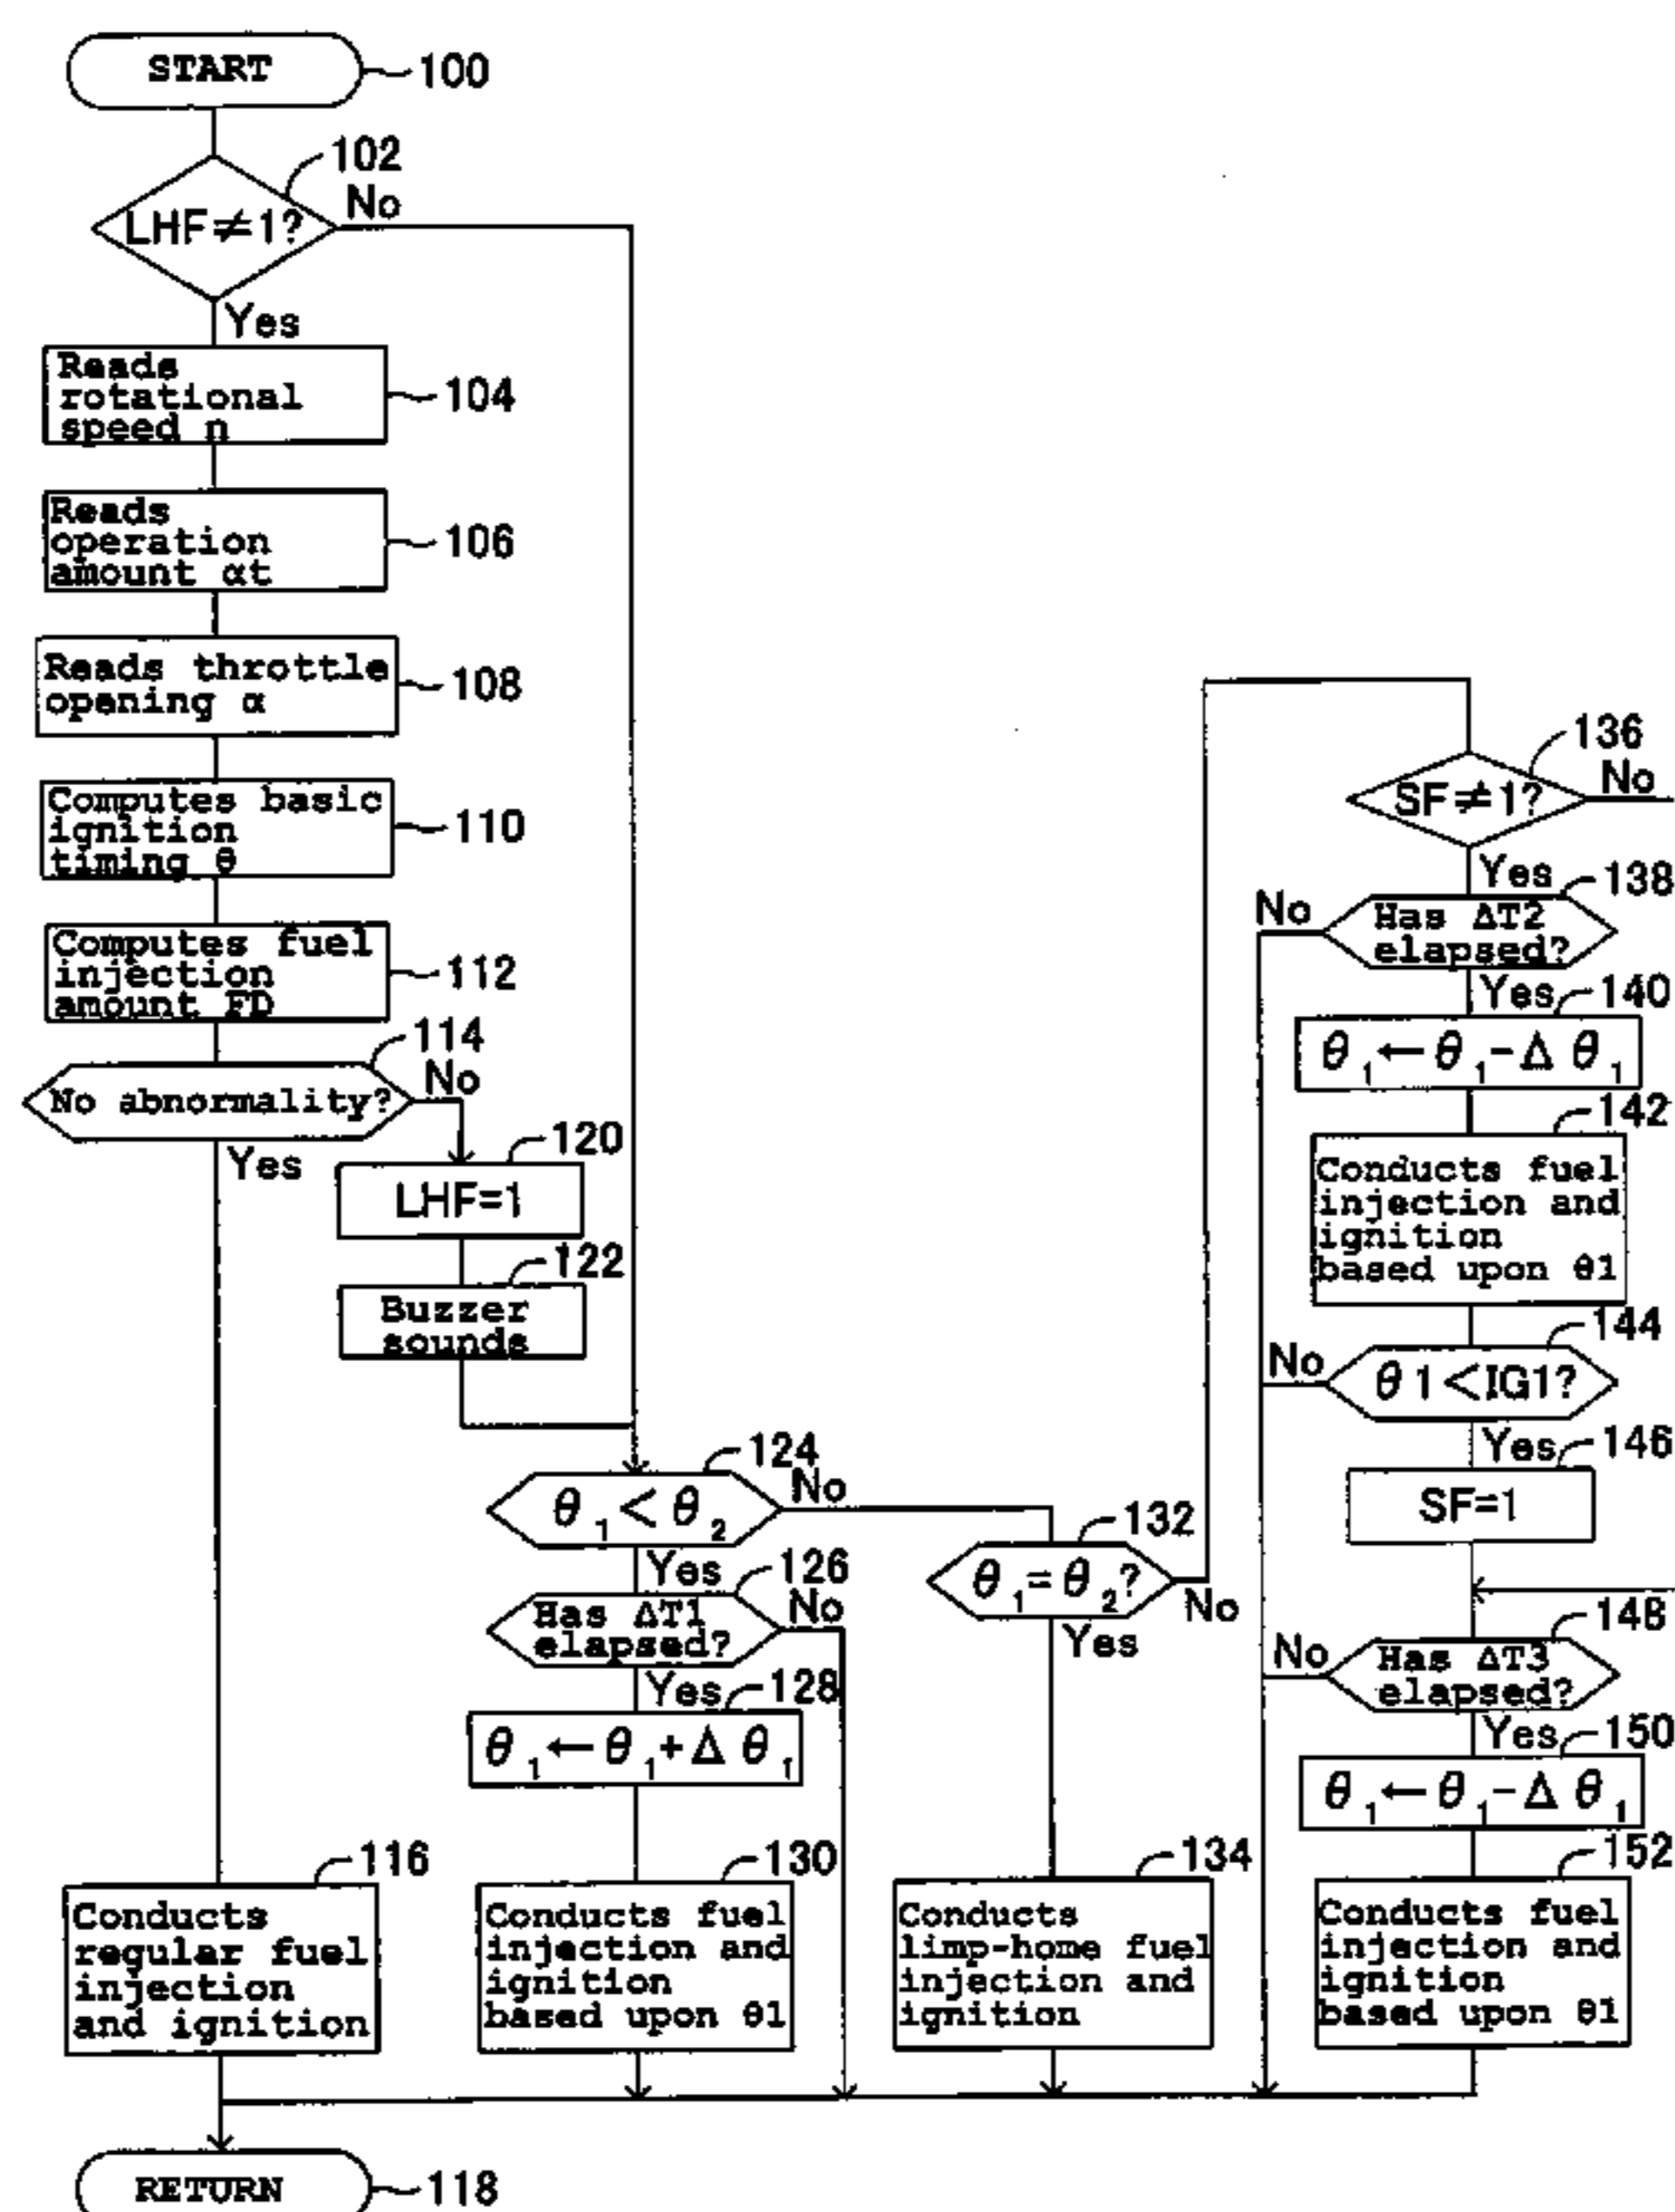 START
100
102
LHF≠1?
No
Yes
Reads
rotational
speed n
104
Reads
operation
amount αt
106
Reads throttle
opening α
108
Computes basic
ignition
timing θ
110
Computes fuel
injection
amount FD
112
114
No abnormality?
No
Yes
120
LHF=1
122
Buzzer
sounds
124
θ₁<θ₂
No
Yes
126
Has ΔT1
elapsed?
No
Yes
128
θ₁←θ₁+Δθ₁
116
Conducts
regular fuel
injection
and ignition
130
Conducts fuel
injection and
ignition
based upon θ1
132
θ₁=θ₂?
No
Yes
134
Conducts
limp-home fuel
injection and
ignition
136
SF≠1?
No
Yes
138
Has ΔT2
elapsed?
No
Yes
140
θ₁←θ₁-Δθ₁
142
Conducts fuel
injection and
ignition
based upon θ1
144
θ1<IG1?
No
Yes
146
SF=1
148
Has ΔT3
elapsed?
No
Yes
150
θ₁←θ₁-Δθ₁
152
Conducts fuel
injection and
ignition
based upon θ1
RETURN
118